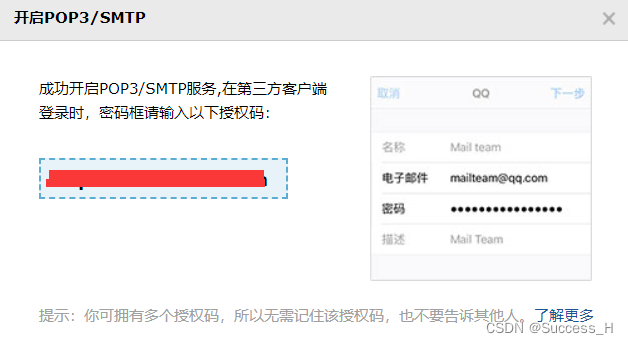 开启POP3/SMTP
成功开启POP3/SMTP服务,在第三方客户端
登录时，密码框请输入以下授权码：
取消 QQ 下一步
名称 Mail team
电子邮件 mailteam@qq.com
密码 ●●●●●●●●●●●●●●●●
描述 Mail Team
提示：你可拥有多个授权码，所以无需记住该授权码，也不要告诉其他人。了解更多
CSDN @Success_H